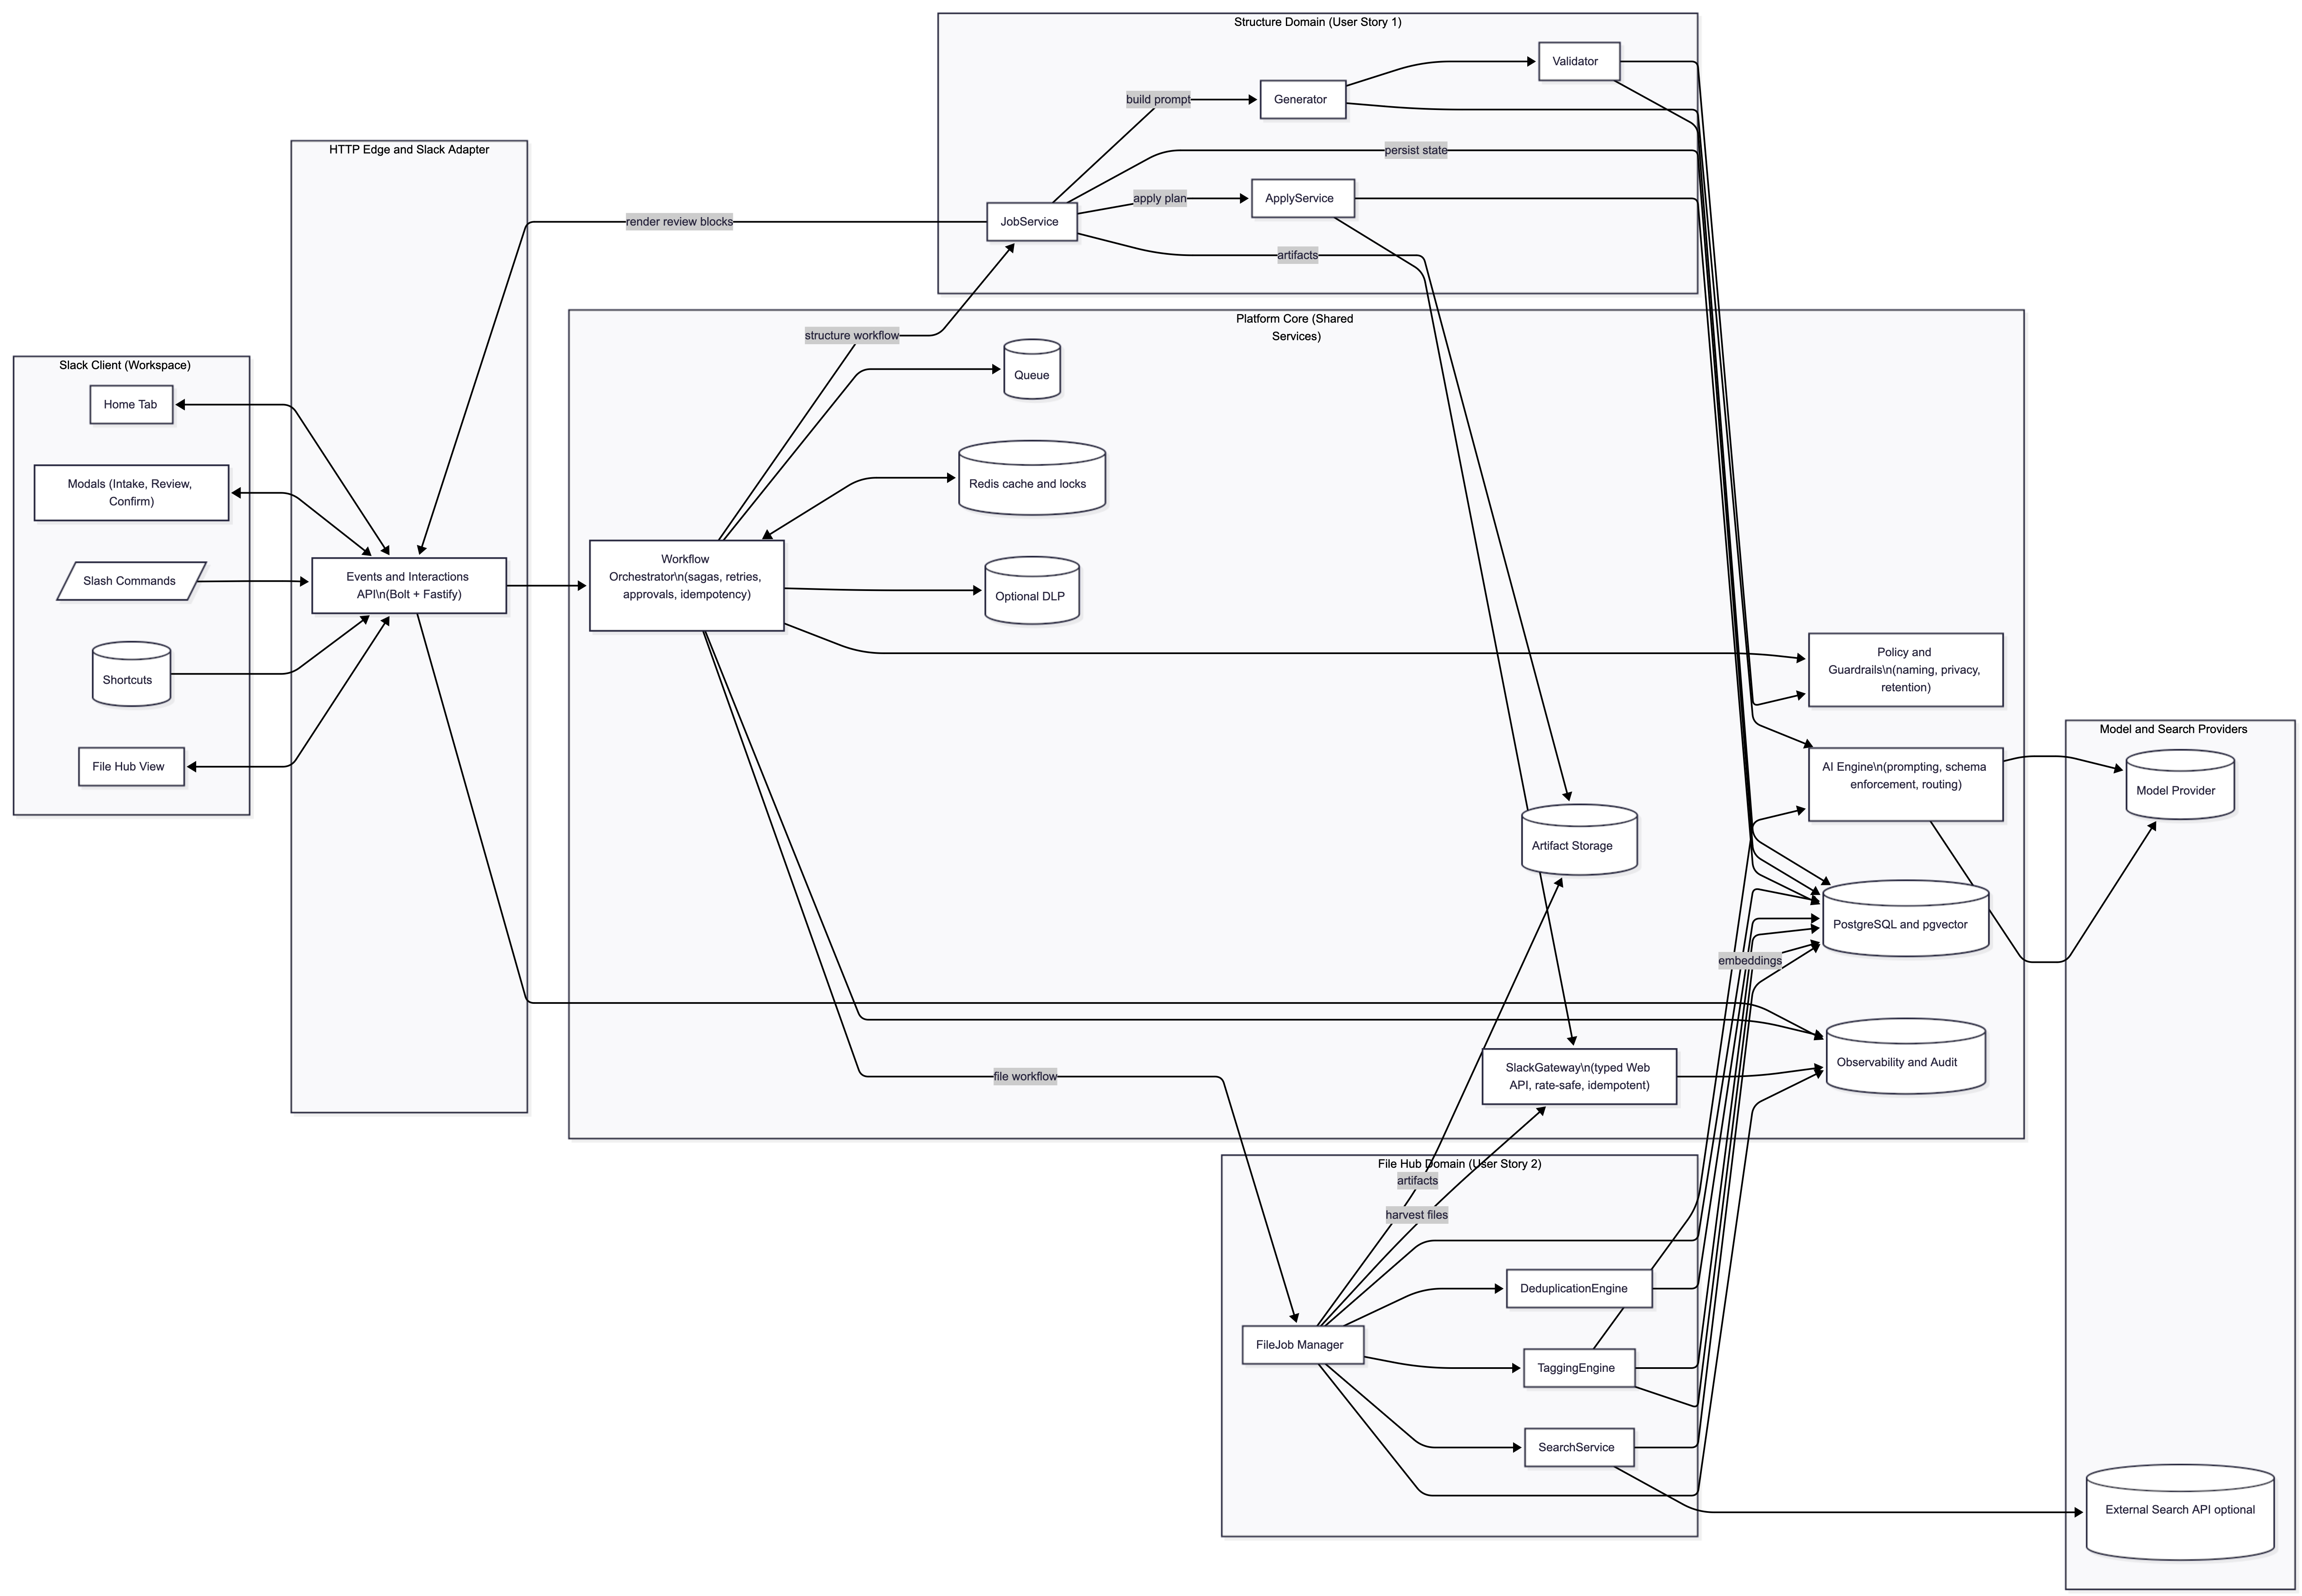 Structure Domain (User Story 1)
Validator
Generator
build prompt
persist state
ApplyService
apply plan
JobService
render review blocks
artifacts
HTTP Edge and Slack Adapter
Platform Core (Shared
Services)
structure workflow
Queue
Redis cache and locks
Workflow
Orchestrator\n(sagas, retries,
approvals, idempotency)
Optional DLP
Slack Client (Workspace)
Home Tab
Modals (Intake, Review,
Confirm)
Slash Commands
Shortcuts
File Hub View
Events and Interactions
API\n(Bolt + Fastify)
Policy and
Guardrails\n(naming, privacy,
retention)
AI Engine\n(prompting, schema
enforcement, routing)
Artifact Storage
PostgreSQL and pgvector
embeddings
Observability and Audit
SlackGateway\n(typed Web
API, rate-safe, idempotent)
file workflow
Model and Search Providers
Model Provider
External Search API optional
File Hub Domain (User Story 2)
artifacts
harvest files
DeduplicationEngine
FileJob Manager
TaggingEngine
SearchService